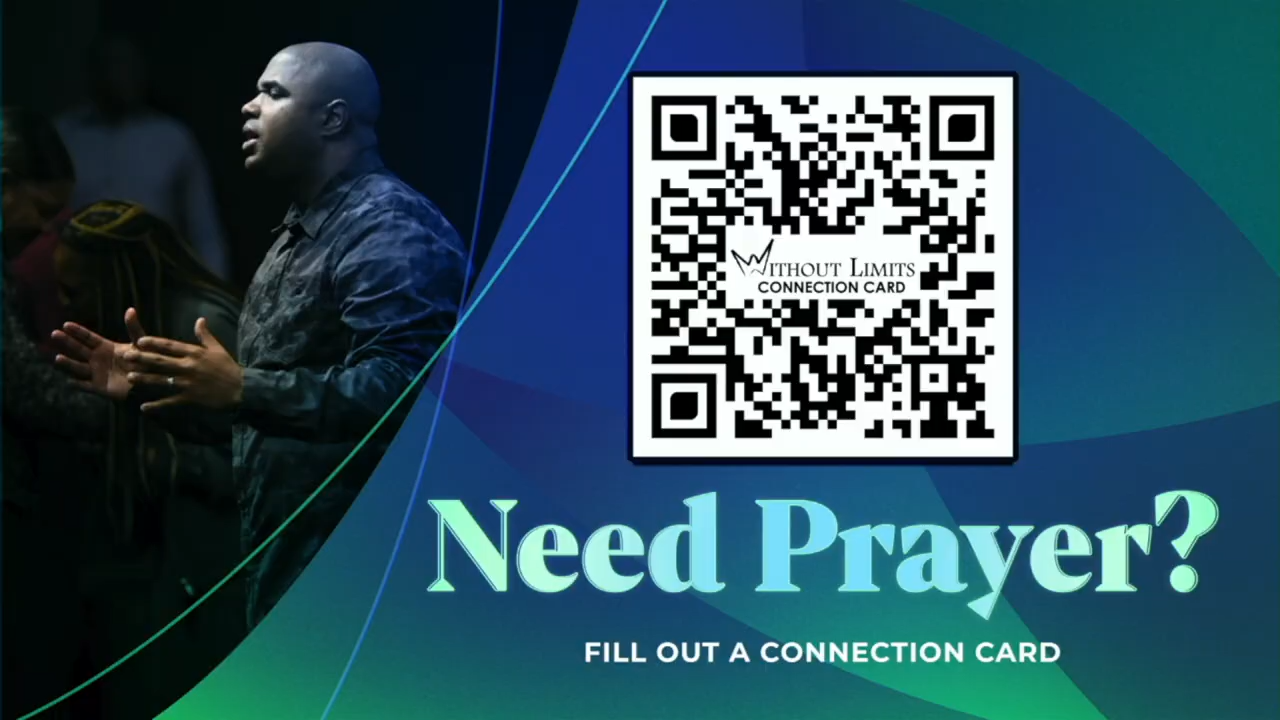 WITHOUT LIMITS
CONNECTION CARD
Need Prayer?
FILL OUT A CONNECTION CARD